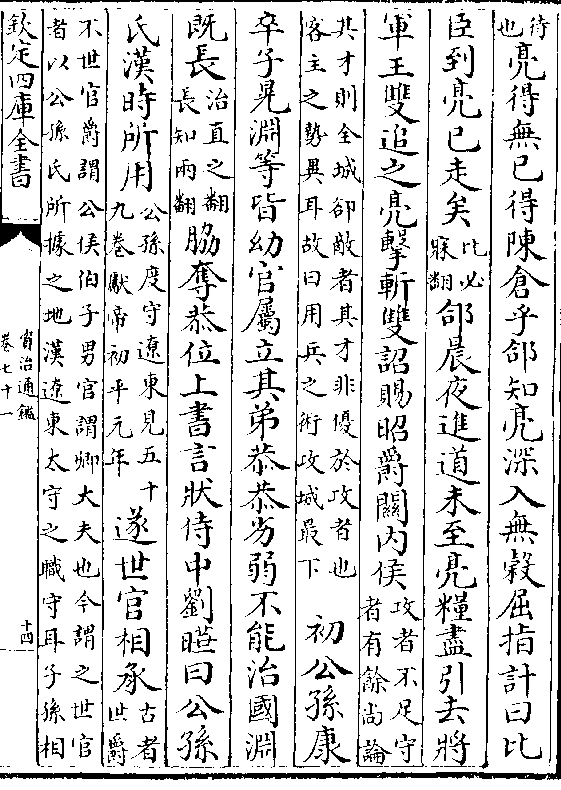 待也亮得無已得陳倉乎郃知亮深入無穀屈指計曰比
臣到亮已走矣比必寐翻郃晨夜進道未至亮糧盡引去將
軍王雙追之亮擊斬雙詔賜昭爵關內侯攻者不足守者有餘尚論
其才則全城卻敵者其才非優於攻者也客主之勢異耳故曰用兵之術攻城最下初公孫康
卒子晃淵等皆幼官屬立其弟恭恭劣弱不能治國淵
既長治直之翻長知兩翻脇奪恭位上書言狀侍中劉曄曰公孫
氏漢時所用公孫度守遼東見五十九卷獻帝初平元年遂世官相承古者世爵
不世官爵謂公侯伯子男官謂卿大夫也今謂之世官者以公孫氏所據之地漢遼東太守之職守耳子孫相
欽定四庫全書
資治通鑑
卷七十一
十四